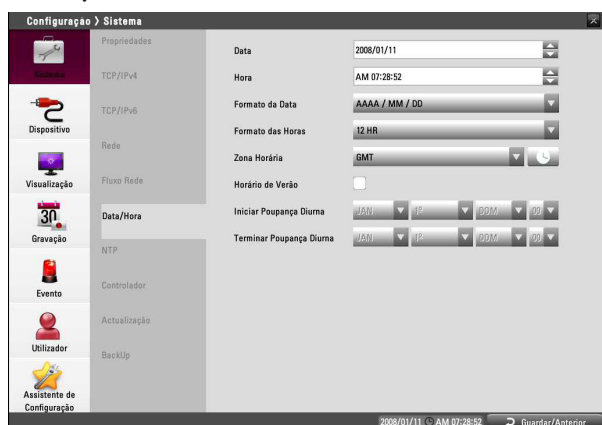 Configuração > Sistema
Sistema
Dispositivo
Visualização
30
Gravação
Evento
Utilizador
Assistente de
Configuração
Propriedades
TCP/IPv4
TCP/IPv6
Rede
Fluxo Rede
Data/Hora
NTP
Controlador
Actualização
BackUp
Data 2008/01/11
Hora AM 07:28:52
Formato da Data AAAA / MM / DD
Formato das Horas 12 HR
Zona Horária GMT
Horário de Verão
Iniciar Poupança Diurna JAN 1ª DOM 00
Terminar Poupança Diurna JAN 1ª DOM 00
2008/01/11 AM 07:28:52 Guardar/Anterior